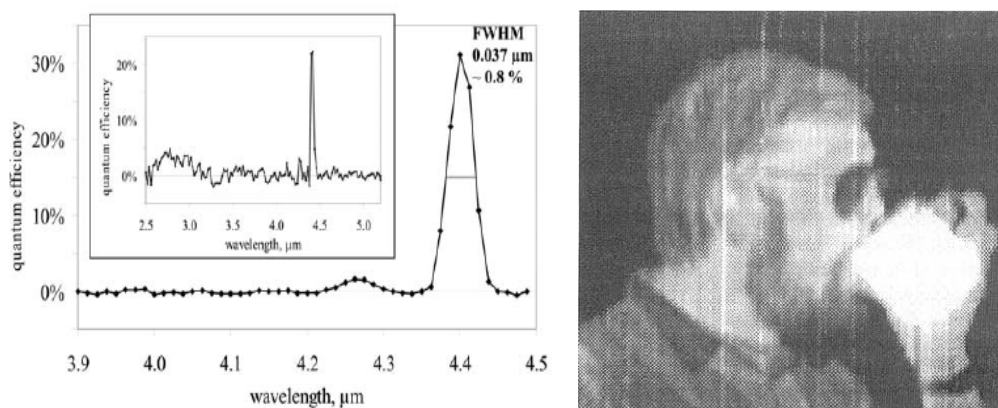 FWHM
0.037 µm
~ 0.8 %
30%
20%
10%
0%
quantum efficiency
3.9 4.0 4.1 4.2 4.3 4.4 4.5
wavelength, µm
20%
10%
0%
quantum efficiency
2.5 3.0 3.5 4.0 4.5 5.0
wavelength, µm